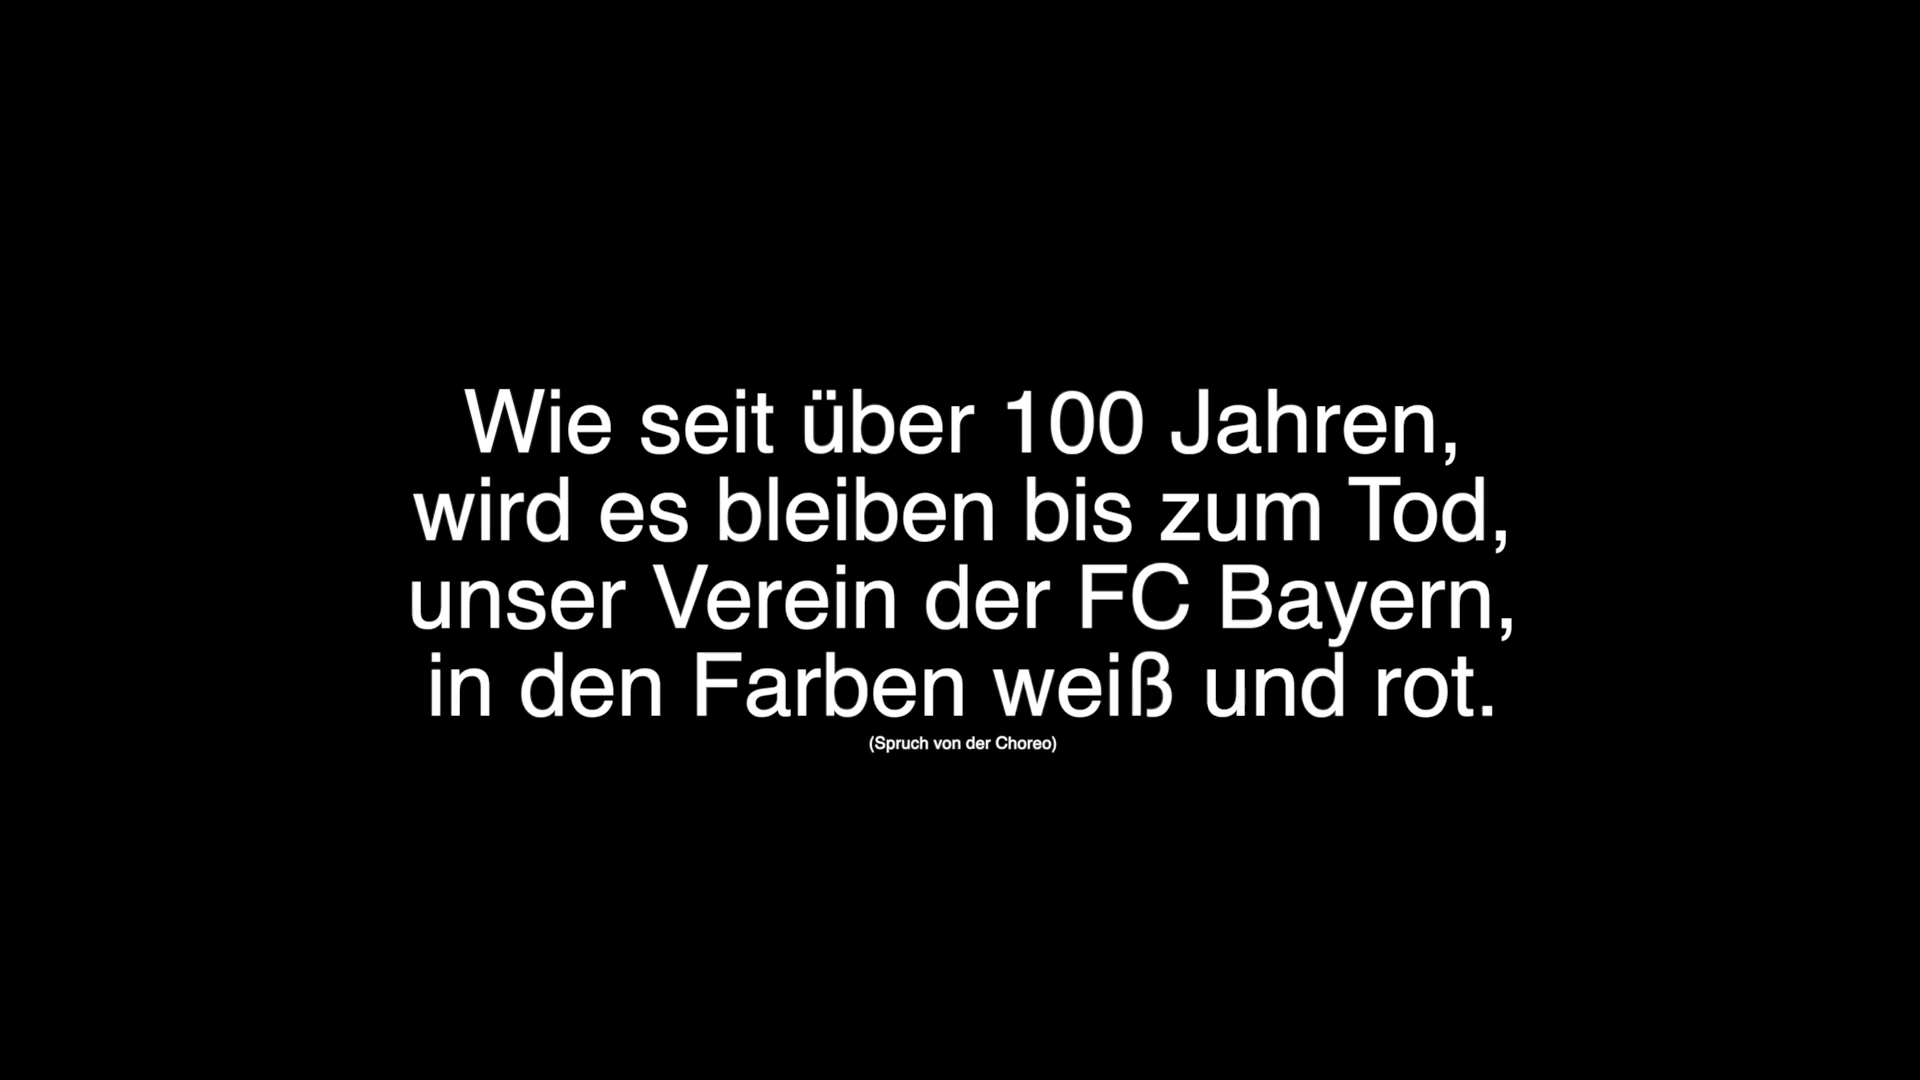 Wie seit über 100 Jahren,
wird es bleiben bis zum Tod,
unser Verein der FC Bayern,
in den Farben weiß und rot.
(Spruch von der Choreo)